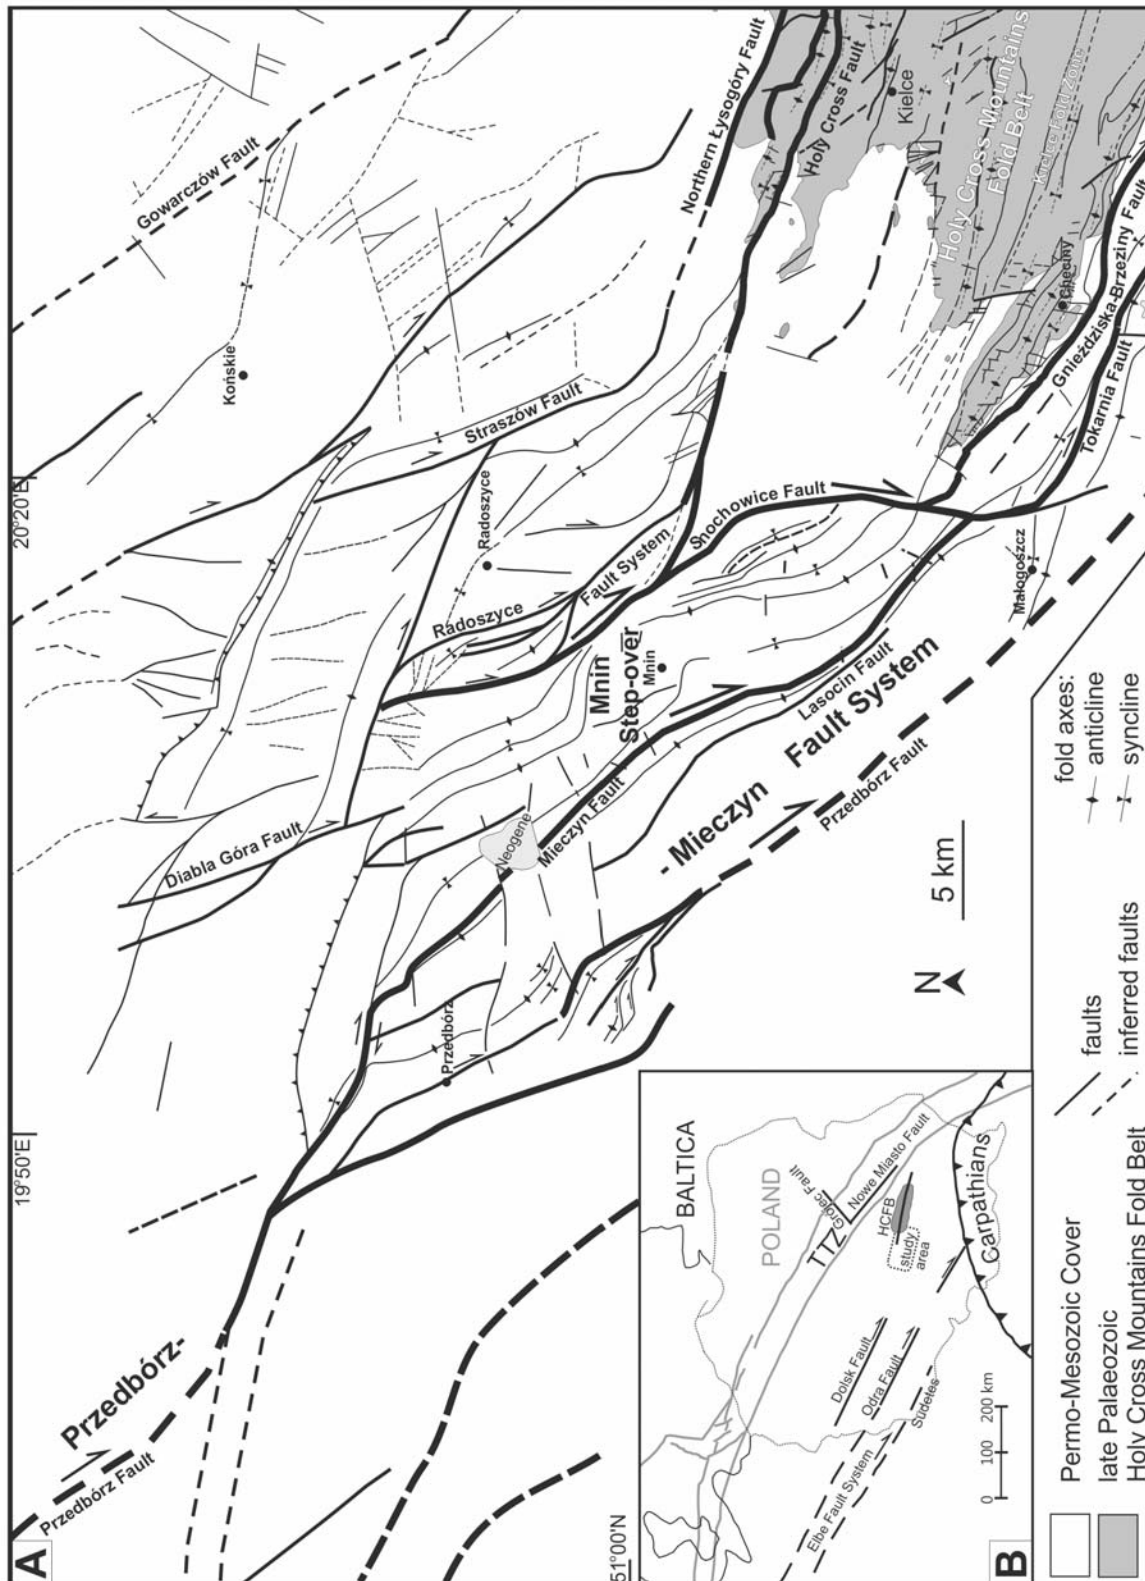 A
19°50'E
20°20'E
51°00'N
Przedbórz-
Przedbórz Fault
Gowarczów Fault
Końskie
Straszów Fault
Northern Łysogóry Fault
Holy Cross Fault
Kielce
Holy Cross Mountains
Fold Belt
Kielce Fold Zone
Chęciny
Gnieździska-Brzeziny Fault
Tokarnia Fault
Diabla Góra Fault
Radoszyce
Radoszyce
Fault System
Snochowice Fault
Małogoszcz
Mnin
Step-over
Mnin
Neogene
Mieczyn Fault
Lasocin Fault
- Mieczyn Fault System
Przedbórz Fault
Przedbórz
N
5 km
B
BALTICA
POLAND
TTZ
Grójec Fault
Nowe Miasto Fault
HCFB
study
area
Dolsk Fault
Odra Fault
Elbe Fault System
Sudetes
Carpathians
0 100 200 km
Permo-Mesozoic Cover
late Palaeozoic
Holy Cross Mountains Fold Belt
faults
inferred faults
fold axes:
anticline
syncline